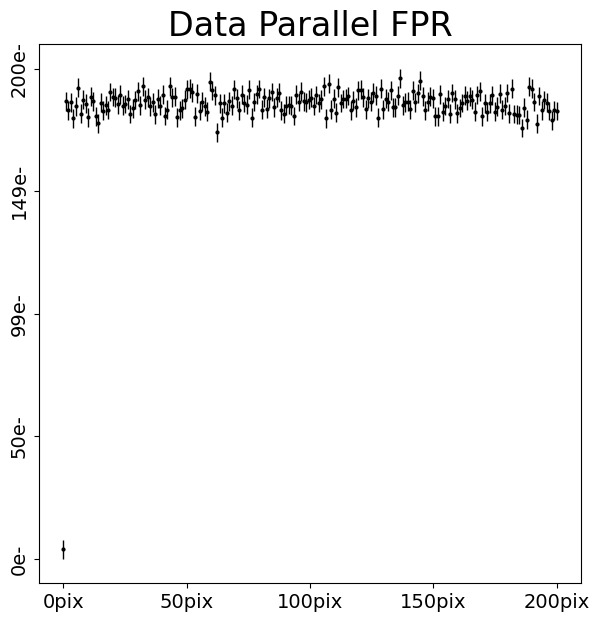 Data Parallel FPR
200e-
149e-
99e-
50e-
0e-
0pix 50pix 100pix 150pix 200pix